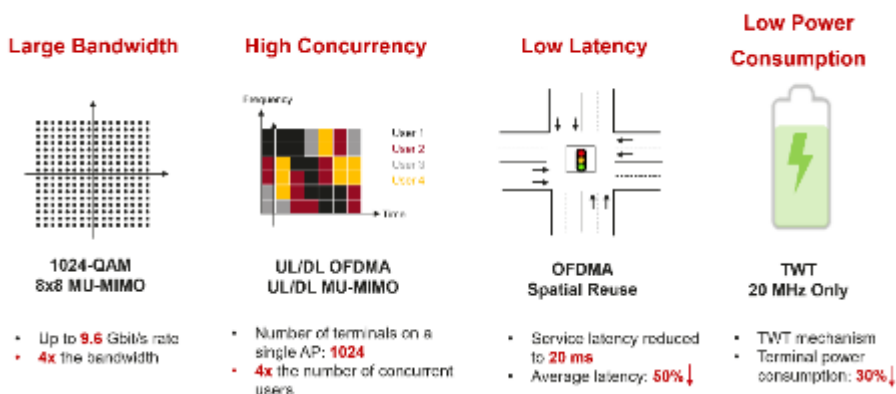 Large Bandwidth
1024-QAM
8x8 MU-MIMO
• Up to 9.6 Gbit/s rate
• 4x the bandwidth
High Concurrency
Frequency
User 1
User 2
User 3
User 4
Time
UL/DL OFDMA
UL/DL MU-MIMO
• Number of terminals on a
single AP: 1024
• 4x the number of concurrent
users
Low Latency
OFDMA
Spatial Reuse
• Service latency reduced
to 20 ms
• Average latency: 50%↓
Low Power
Consumption
TWT
20 MHz Only
• TWT mechanism
• Terminal power
consumption: 30%↓